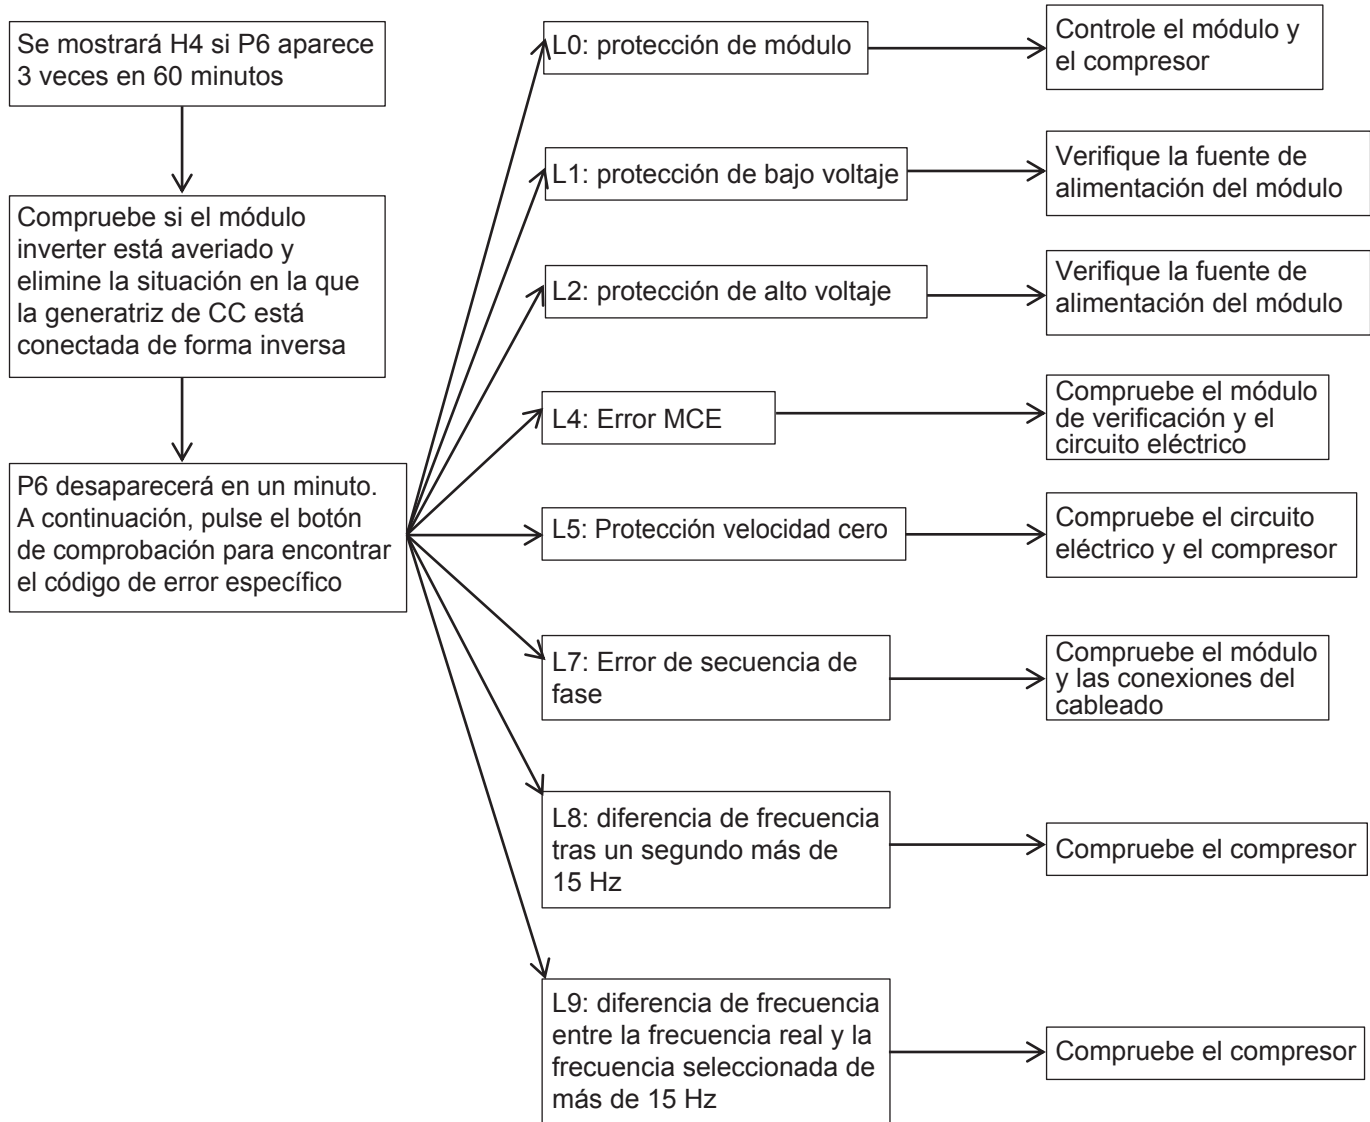 Se mostrará H4 si P6 aparece
3 veces en 60 minutos
Compruebe si el módulo
inverter está averiado y
elimine la situación en la que
la generatriz de CC está
conectada de forma inversa
P6 desaparecerá en un minuto.
A continuación, pulse el botón
de comprobación para encontrar
el código de error específico
L0: protección de módulo
Controle el módulo y
el compresor
L1: protección de bajo voltaje
Verifique la fuente de
alimentación del módulo
L2: protección de alto voltaje
Verifique la fuente de
alimentación del módulo
L4: Error MCE
Compruebe el módulo
de verificación y el
circuito eléctrico
L5: Protección velocidad cero
Compruebe el circuito
eléctrico y el compresor
L7: Error de secuencia de
fase
Compruebe el módulo
y las conexiones del
cableado
L8: diferencia de frecuencia
tras un segundo más de
15 Hz
Compruebe el compresor
L9: diferencia de frecuencia
entre la frecuencia real y la
frecuencia seleccionada de
más de 15 Hz
Compruebe el compresor